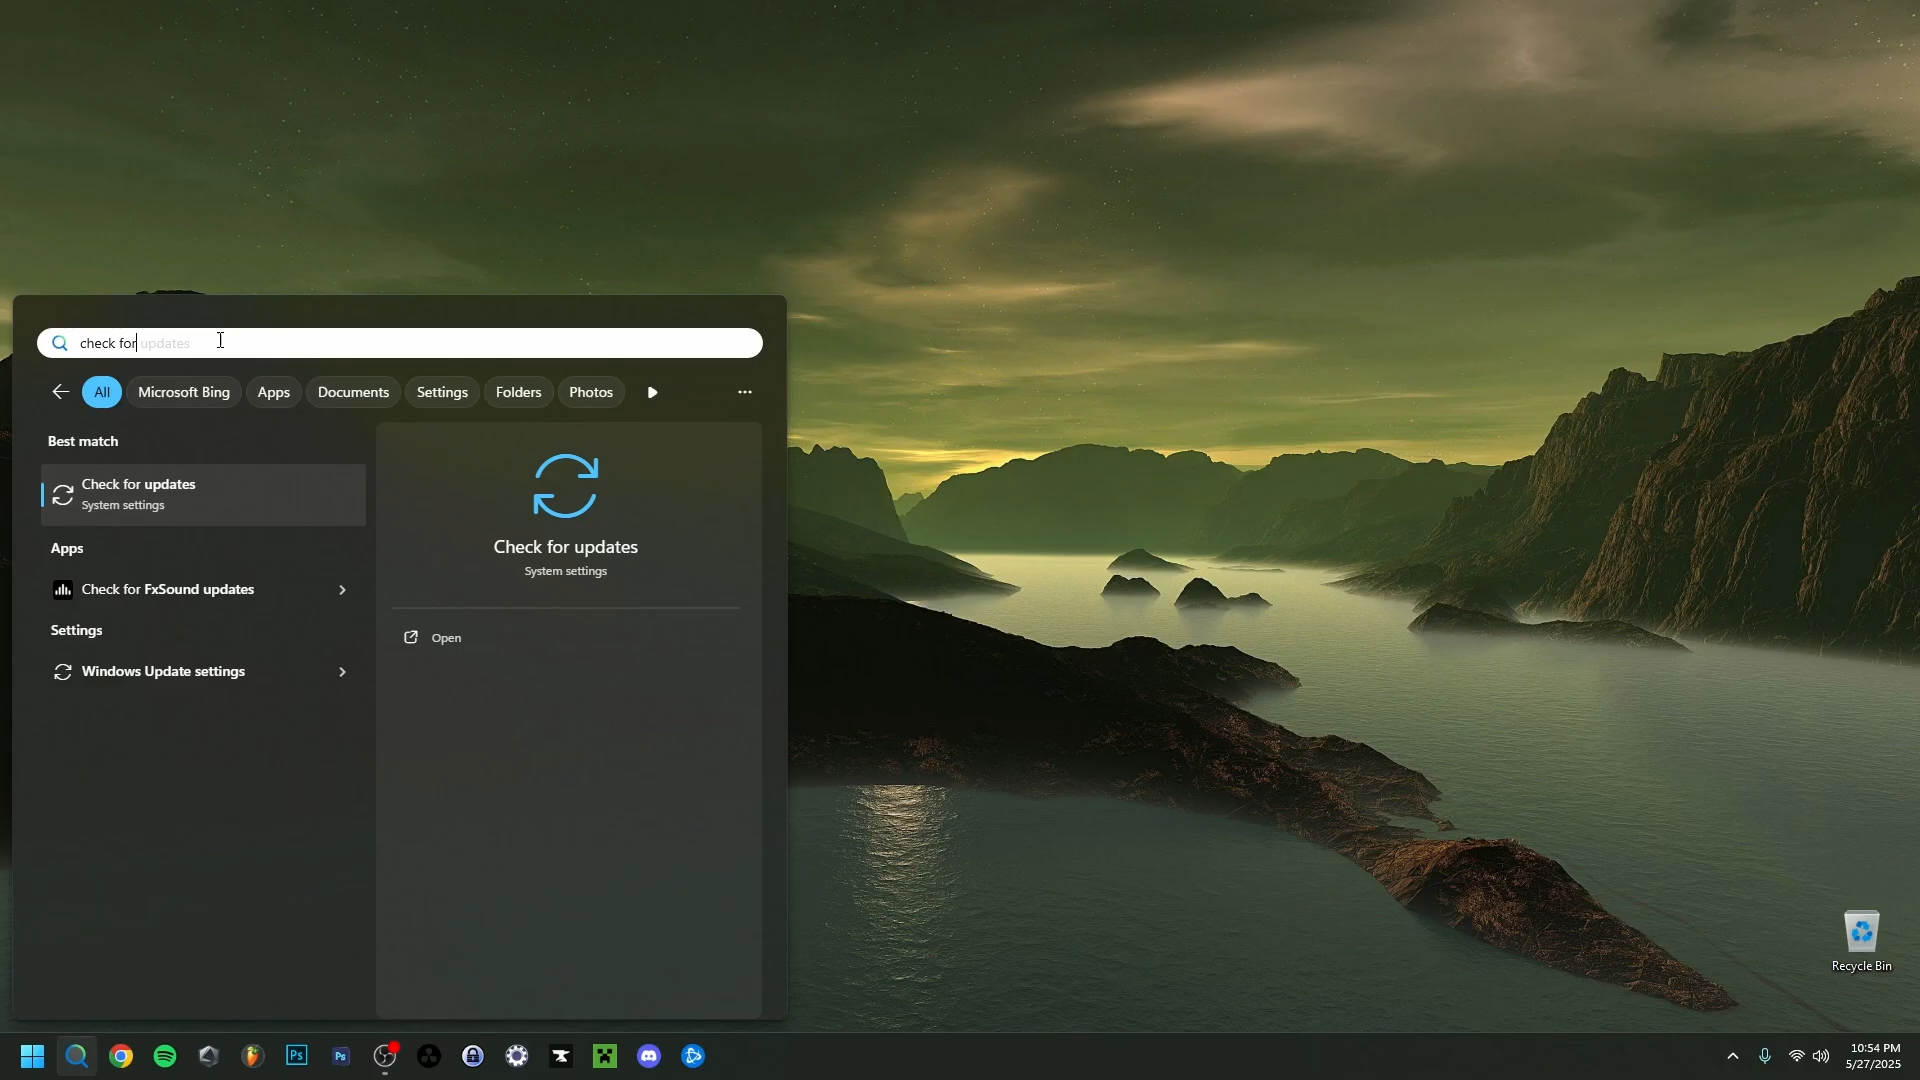 check for updates
All
Microsoft Bing
Apps
Documents
Settings
Folders
Photos
Best match
Check for updates
System settings
Apps
Check for FxSound updates
Settings
Windows Update settings
Check for updates
System settings
Open
Recycle Bin
Ps
Ps
10:54 PM
5/27/2025